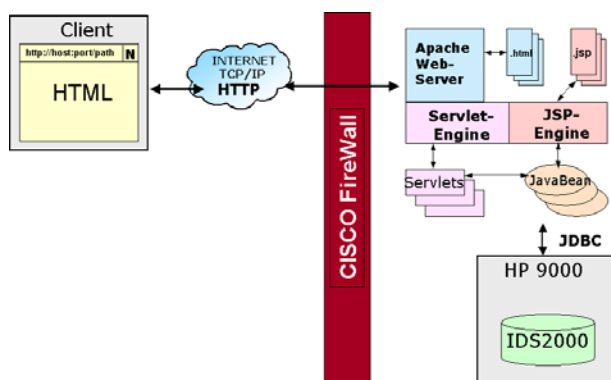 Client
http://host:port/path
N
HTML
INTERNET
TCP/IP
HTTP
CISCO FireWall
Apache
Web-
Server
.html
.jsp
Servlet-
Engine
JSP-
Engine
Servlets
JavaBean
JDBC
HP 9000
IDS2000